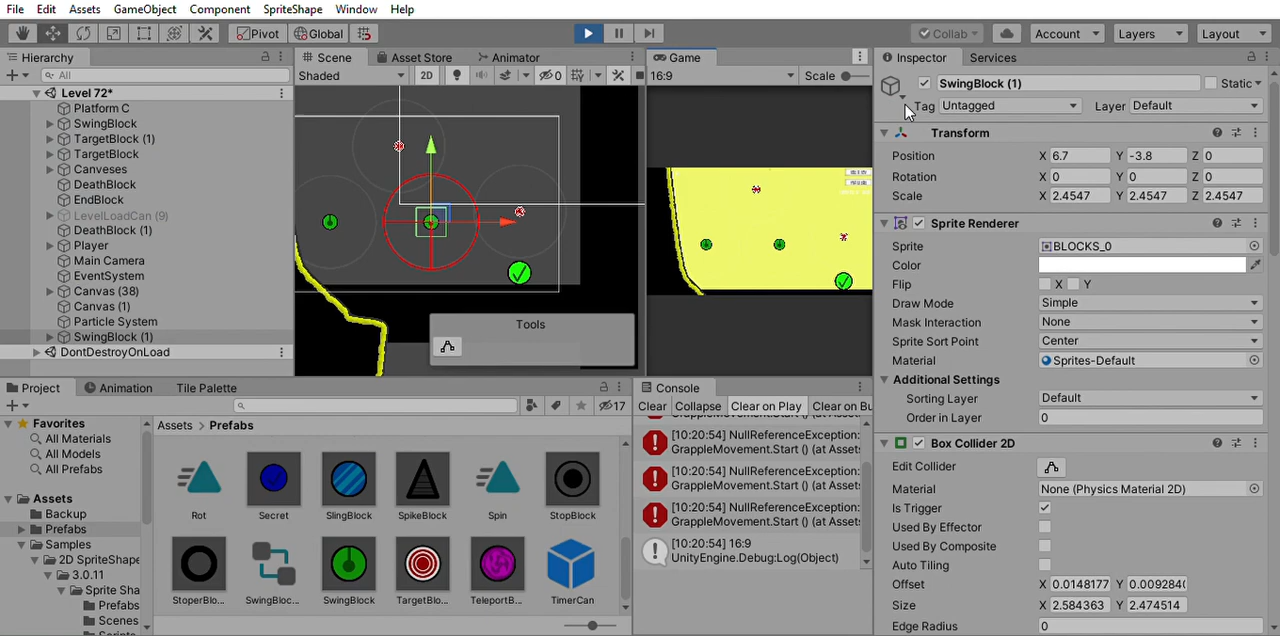 File Edit Assets GameObject Component SpriteShape Window Help
Pivot Global Collab Account Layers Layout
Hierarchy
All
Level 72*
Platform C
SwingBlock
TargetBlock (1)
TargetBlock
Canveses
DeathBlock
EndBlock
LevelLoadCan (9)
DeathBlock (1)
Player
Main Camera
EventSystem
Canvas (38)
Canvas (1)
Particle System
SwingBlock (1)
DontDestroyOnLoad
Scene Asset Store Animator
Shaded 2D 0
Tools
Game
16:9 Scale
Inspector Services
SwingBlock (1) Static
Tag Untagged Layer Default
Transform
Position X 6.7 Y -3.8 Z 0
Rotation X 0 Y 0 Z 0
Scale X 2.4547 Y 2.4547 Z 2.4547
Sprite Renderer
Sprite BLOCKS_0
Color
Flip X Y
Draw Mode Simple
Mask Interaction None
Sprite Sort Point Center
Material Sprites-Default
Additional Settings
Sorting Layer Default
Order in Layer 0
Box Collider 2D
Edit Collider
Material None (Physics Material 2D)
Is Trigger
Used By Effector
Used By Composite
Auto Tiling
Offset X 0.0148177 Y 0.009284
Size X 2.584363 Y 2.474514
Edge Radius 0
Project Animation Tile Palette
17
Favorites
All Materials
All Models
All Prefabs
Assets
Backup
Prefabs
Samples
2D SpriteShape
3.0.11
Sprite Sha
Prefabs
Scenes
Scripts
Assets > Prefabs
Rot Secret SlingBlock SpikeBlock Spin StopBlock
StoperBlo... SwingBloc... SwingBlock TargetBlo... TeleportB... TimerCan
Console
Clear Collapse Clear on Play Clear on Bu
GrappleMovement.Start () (at Asset
[10:20:54] NullReferenceException:
GrappleMovement.Start () (at Asset
[10:20:54] NullReferenceException:
GrappleMovement.Start () (at Asset
[10:20:54] NullReferenceException:
GrappleMovement.Start () (at Asset
[10:20:54] 16:9
UnityEngine.Debug:Log(Object)